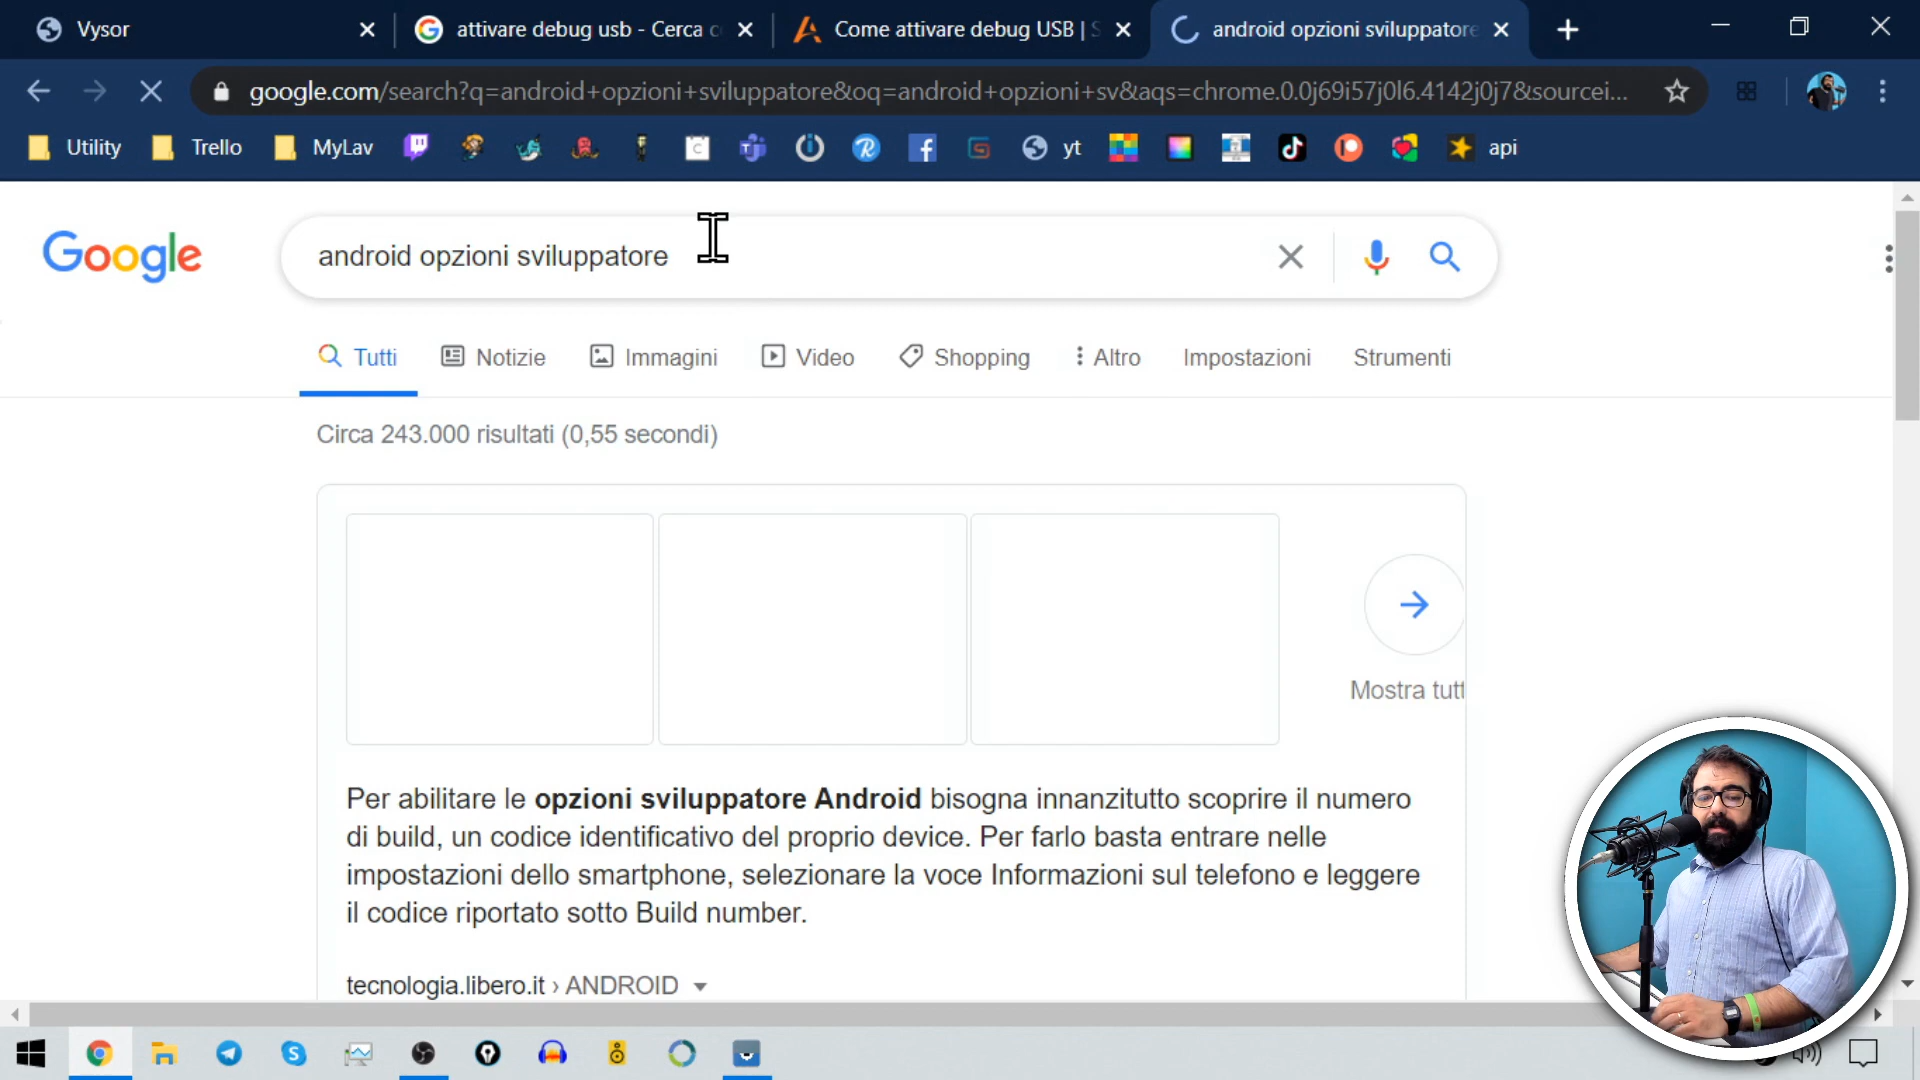 Vysor
attivare debug usb - Cerca c
Come attivare debug USB | S
android opzioni sviluppatore
google.com/search?q=android+opzioni+sviluppatore&oq=android+opzioni+sv&aqs=chrome.0.0j69i57j0l6.4142j0j7&sourcei...
Utility
Trello
MyLav
yt
api
Google
android opzioni sviluppatore
Tutti
Notizie
Immagini
Video
Shopping
Altro
Impostazioni
Strumenti
Circa 243.000 risultati (0,55 secondi)
Mostra tutt
Per abilitare le opzioni sviluppatore Android bisogna innanzitutto scoprire il numero
di build, un codice identificativo del proprio device. Per farlo basta entrare nelle
impostazioni dello smartphone, selezionare la voce Informazioni sul telefono e leggere
il codice riportato sotto Build number.
tecnologia.libero.it › ANDROID